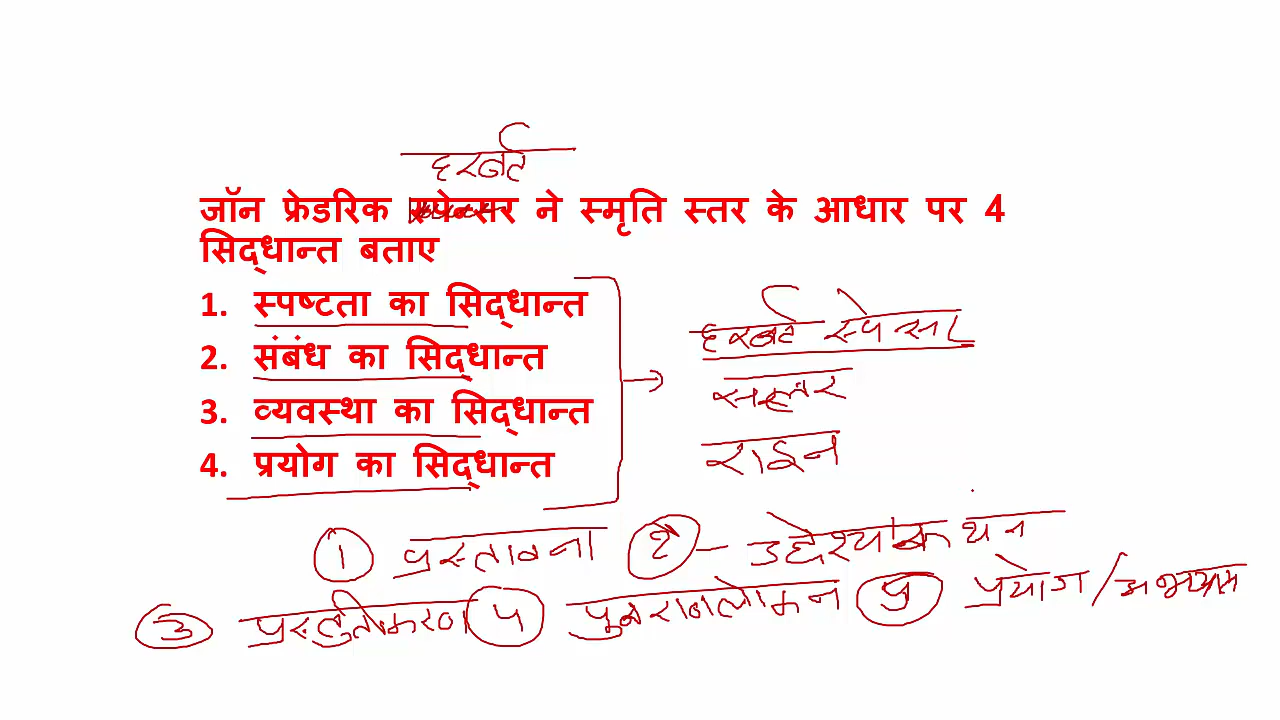 हरबर्ट
जॉन फ्रेडरिक स्पेन्सर ने स्मृति स्तर के आधार पर 4
सिद्धान्त बताए
1. स्पष्टता का सिद्धान्त
2. संबंध का सिद्धान्त
3. व्यवस्था का सिद्धान्त
4. प्रयोग का सिद्धान्त
हरबर्ट स्पेन्सर
राइन
1 प्रस्तावना 2 – उद्देश्य कथन
3 प्रस्तुतीकरण 4 पुनरावलोकन 5 प्रयोग / अभ्यास